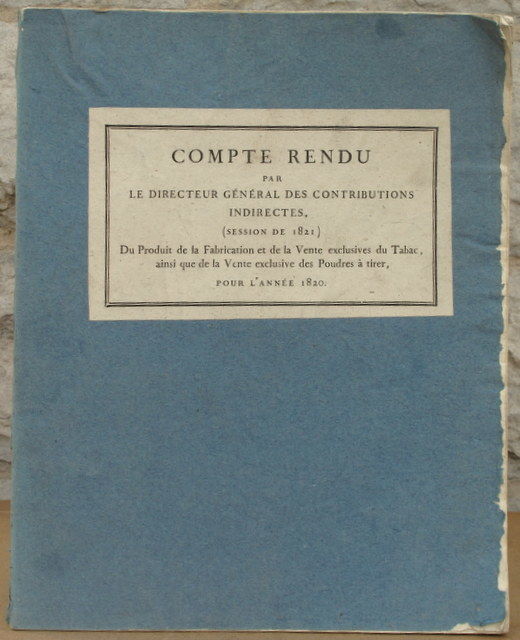 COMPTE RENDU
PAR
LE DIRECTEUR GÉNÉRAL DES CONTRIBUTIONS
INDIRECTES,
(SESSION DE 1821)
Du Produit de la Fabrication et de la Vente exclusives du Tabac,
ainsi que de la Vente exclusive des Poudres à tirer,
POUR L'ANNÉE 1820.